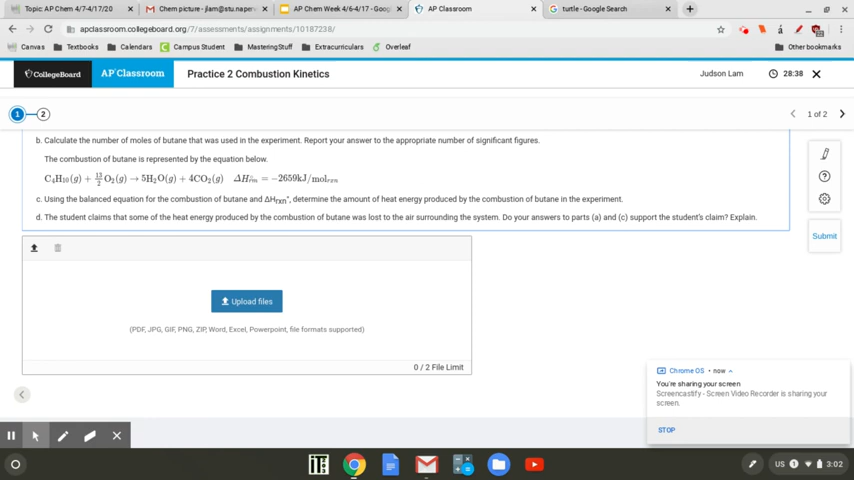 Topic: AP Chem 4/7-4/17/20
Chem picture - jlam@stu.naper
AP Chem Week 4/6-4/17 - Goog
AP Classroom
turtle - Google Search
apclassroom.collegeboard.org/7/assessments/assignments/10187238/
Canvas Textbooks Calendars Campus Student MasteringStuff Extracurriculars Overleaf Other bookmarks
CollegeBoard AP Classroom Practice 2 Combustion Kinetics Judson Lam 28:38
1 2 1 of 2
b. Calculate the number of moles of butane that was used in the experiment. Report your answer to the appropriate number of significant figures.
The combustion of butane is represented by the equation below.
C₄H₁₀(g) + 13/2 O₂(g) → 5H₂O(g) + 4CO₂(g) ΔH°rxn = −2659kJ/molrxn
c. Using the balanced equation for the combustion of butane and ΔHrxn°, determine the amount of heat energy produced by the combustion of butane in the experiment.
d. The student claims that some of the heat energy produced by the combustion of butane was lost to the air surrounding the system. Do your answers to parts (a) and (c) support the student's claim? Explain.
Submit
Upload files
(PDF, JPG, GIF, PNG, ZIP, Word, Excel, Powerpoint, file formats supported)
0 / 2 File Limit
Chrome OS • now
You're sharing your screen
Screencastify - Screen Video Recorder is sharing your
screen.
STOP
US 1 3:02